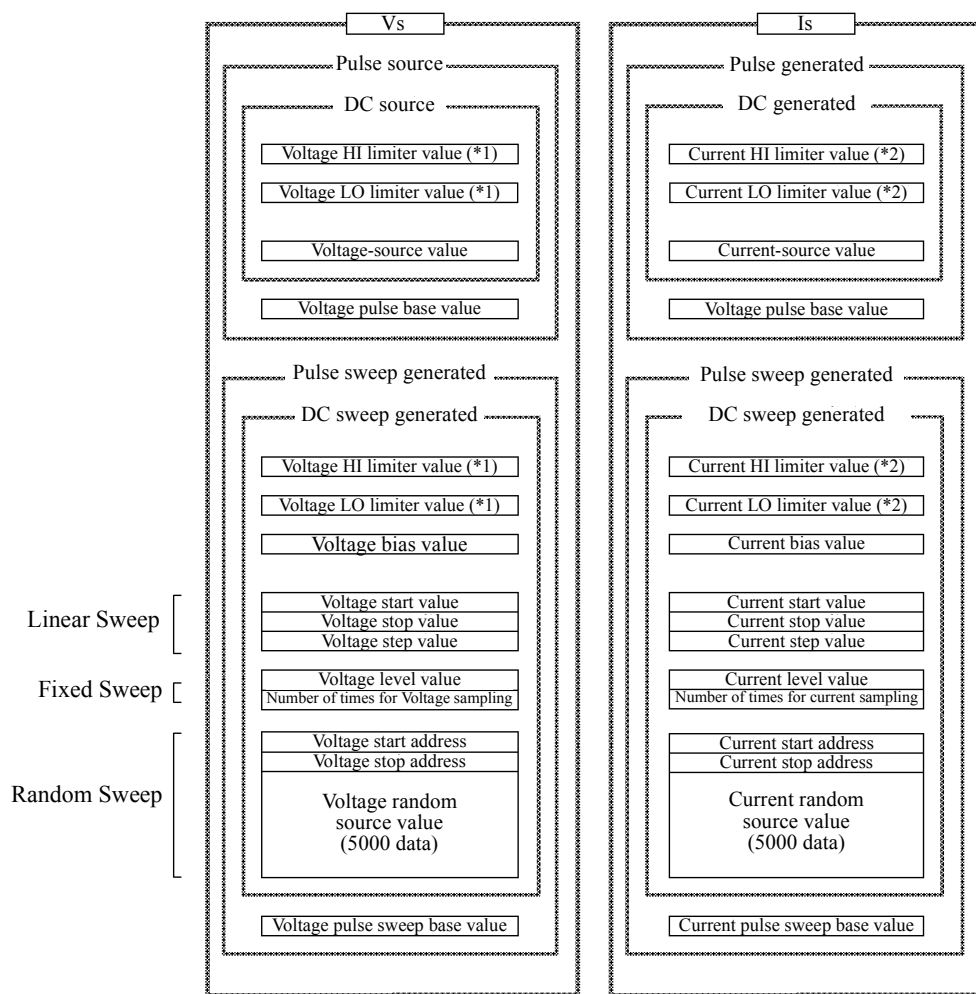 Vs
Pulse source
DC source
Voltage HI limiter value (*1)
Voltage LO limiter value (*1)
Voltage-source value
Voltage pulse base value
Pulse sweep generated
DC sweep generated
Voltage HI limiter value (*1)
Voltage LO limiter value (*1)
Voltage bias value
Linear Sweep
Voltage start value
Voltage stop value
Voltage step value
Fixed Sweep
Voltage level value
Number of times for Voltage sampling
Random Sweep
Voltage start address
Voltage stop address
Voltage random
source value
(5000 data)
Voltage pulse sweep base value
Is
Pulse generated
DC generated
Current HI limiter value (*2)
Current LO limiter value (*2)
Current-source value
Voltage pulse base value
Pulse sweep generated
DC sweep generated
Current HI limiter value (*2)
Current LO limiter value (*2)
Current bias value
Current start value
Current stop value
Current step value
Current level value
Number of times for current sampling
Current start address
Current stop address
Current random
source value
(5000 data)
Current pulse sweep base value